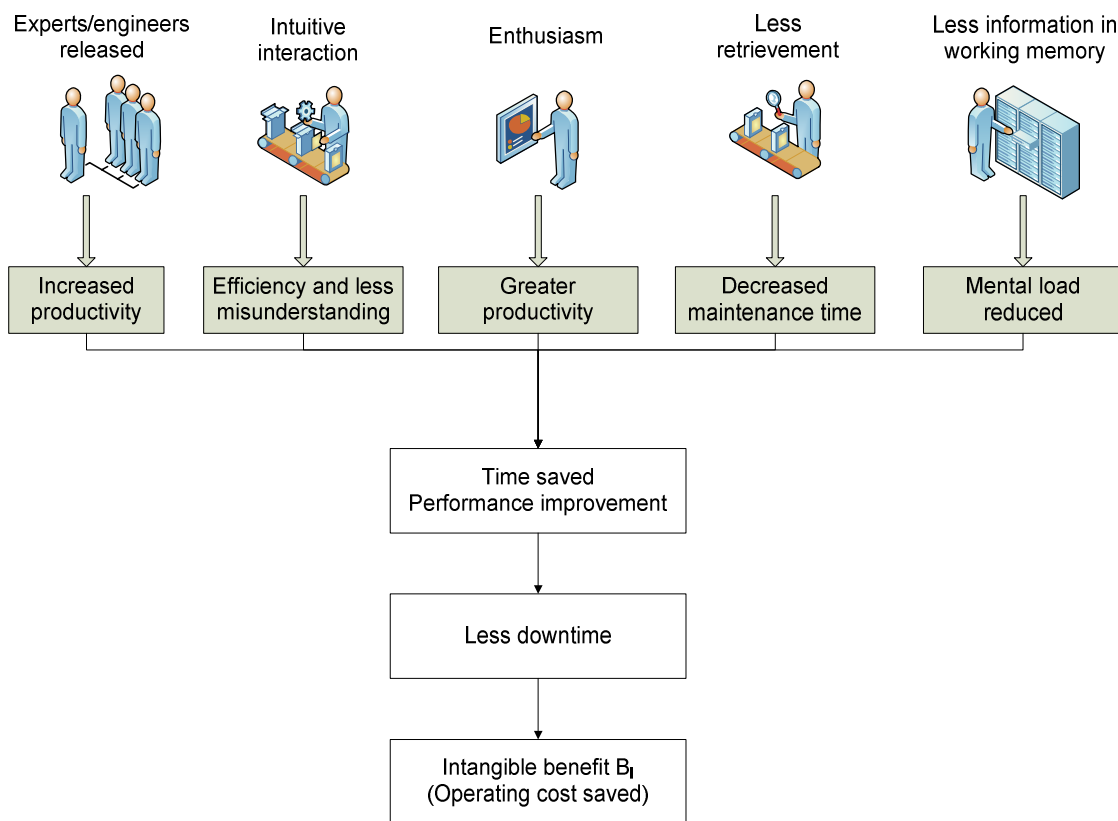 Experts/engineers
released
Intuitive
interaction
Enthusiasm
Less
retrievement
Less information in
working memory
Increased
productivity
Efficiency and less
misunderstanding
Greater
productivity
Decreased
maintenance time
Mental load
reduced
Time saved
Performance improvement
Less downtime
Intangible benefit BI
(Operating cost saved)